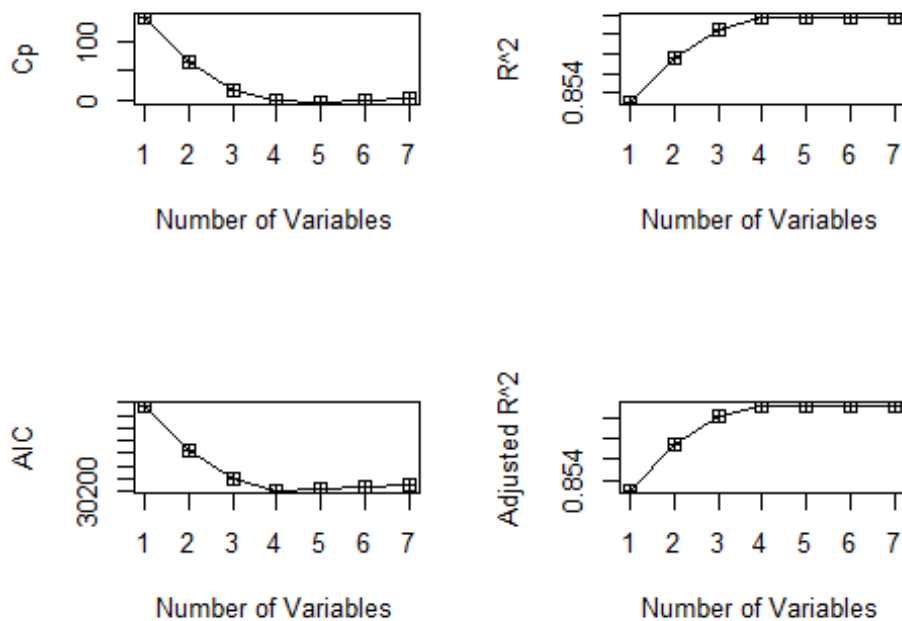 Cp
100
0
1 2 3 4 5 6 7
Number of Variables
R^2
0.854
1 2 3 4 5 6 7
Number of Variables
AIC
30200
1 2 3 4 5 6 7
Number of Variables
Adjusted R^2
0.854
1 2 3 4 5 6 7
Number of Variables